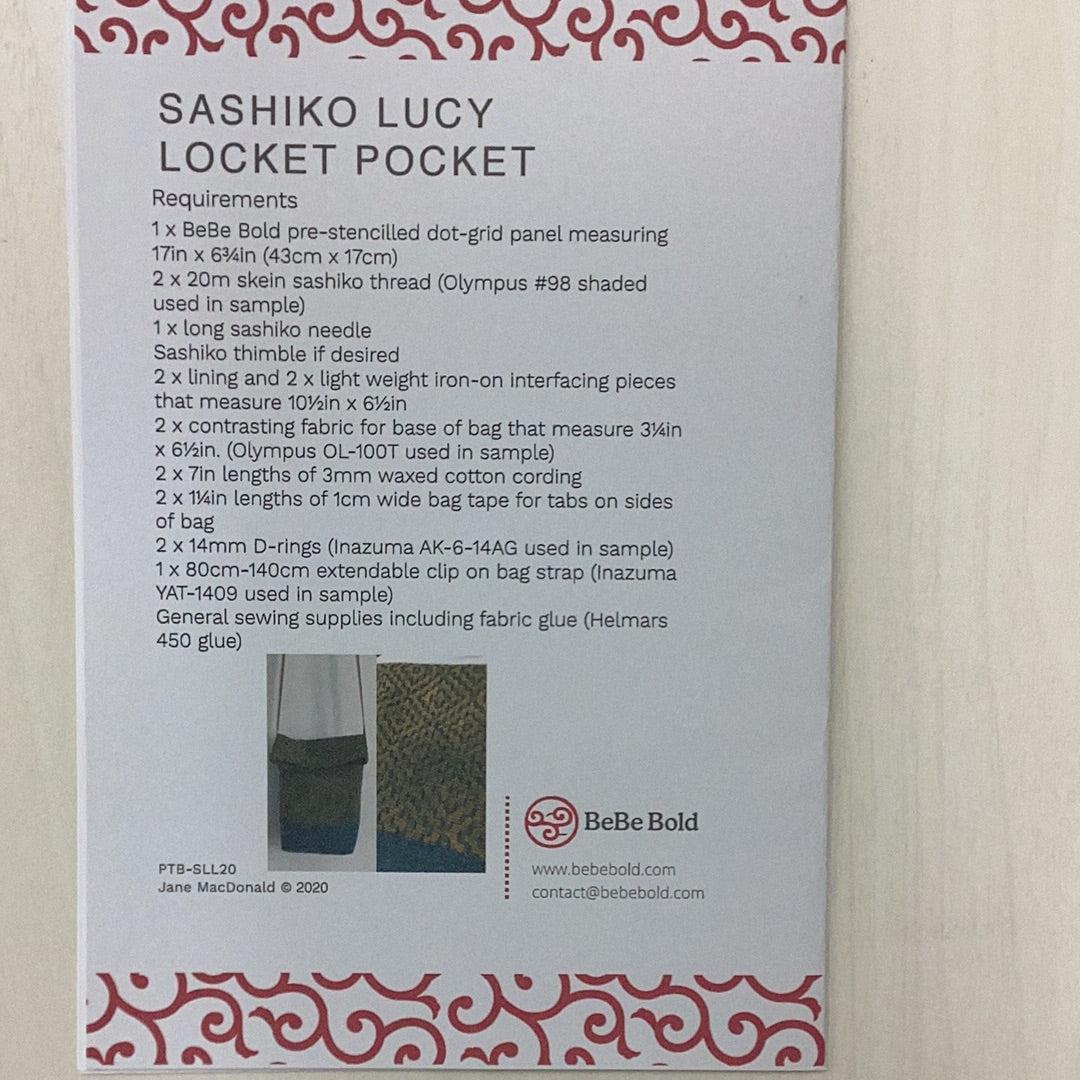 SASHIKO LUCY
LOCKET POCKET
Requirements
1 x BeBe Bold pre-stencilled dot-grid panel measuring
17in x 6¾in (43cm x 17cm)
2 x 20m skein sashiko thread (Olympus #98 shaded
used in sample)
1 x long sashiko needle
Sashiko thimble if desired
2 x lining and 2 x light weight iron-on interfacing pieces
that measure 10½in x 6½in
2 x contrasting fabric for base of bag that measure 3¼in
x 6½in. (Olympus OL-100T used in sample)
2 x 7in lengths of 3mm waxed cotton cording
2 x 1¼in lengths of 1cm wide bag tape for tabs on sides
of bag
2 x 14mm D-rings (Inazuma AK-6-14AG used in sample)
1 x 80cm-140cm extendable clip on bag strap (Inazuma
YAT-1409 used in sample)
General sewing supplies including fabric glue (Helmars
450 glue)
PTB-SLL20
Jane MacDonald © 2020
BeBe Bold
www.bebebold.com
contact@bebebold.com